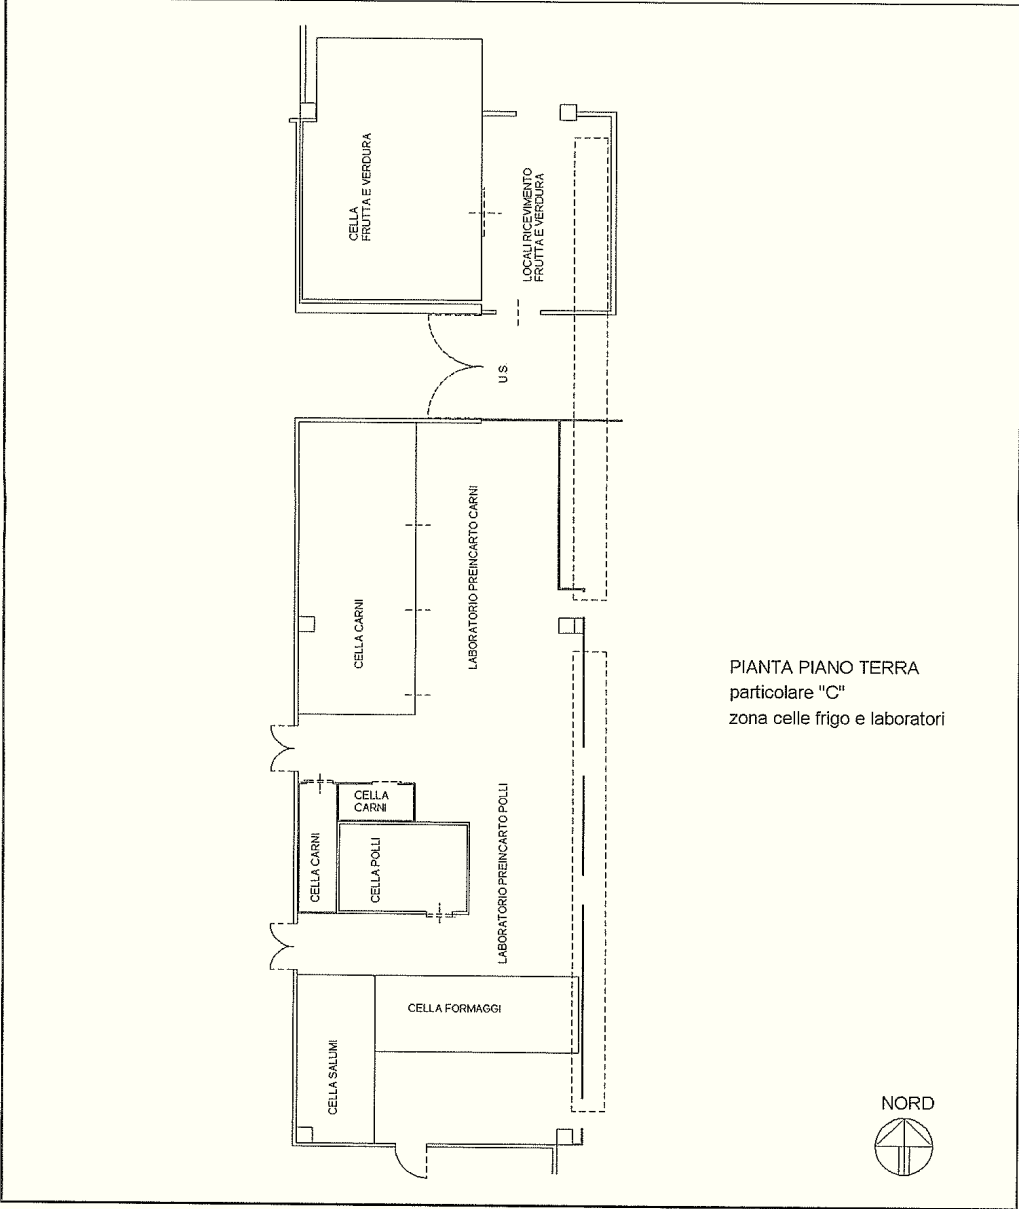 CELLA
FRUTTA E VERDURA
LOCALI RICEVIMENTO
FRUTTA E VERDURA
U.S.
CELLA CARNI
LABORATORIO PREINCARTO CARNI
PIANTA PIANO TERRA
particolare "C"
zona celle frigo e laboratori
CELLA
CARNI
CELLA CARNI
CELLA POLLI
LABORATORIO PREINCARTO POLLI
CELLA FORMAGGI
CELLA SALUMI
NORD